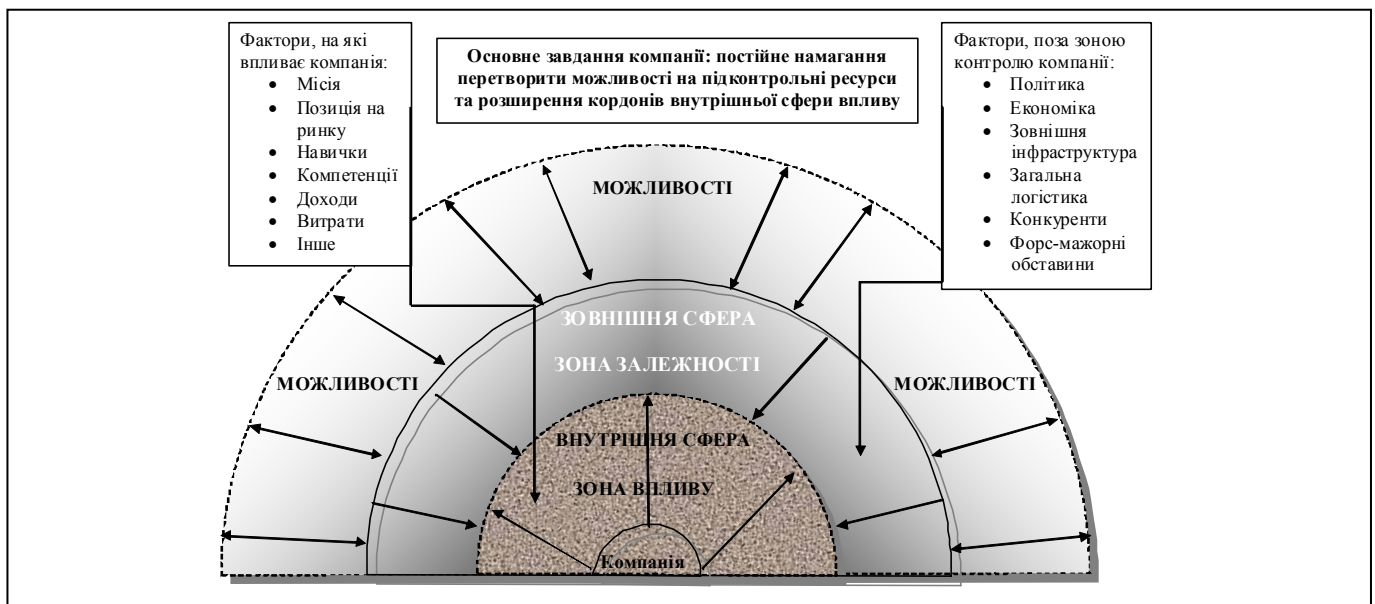 Фактори, на які
впливає компанія:
• Місія
• Позиція на
ринку
• Навички
• Компетенції
• Доходи
• Витрати
• Інше
Основне завдання компанії: постійне намагання
перетворити можливості на підконтрольні ресурси
та розширення кордонів внутрішньої сфери впливу
Фактори, поза зоною
контролю компанії:
• Політика
• Економіка
• Зовнішня
інфраструктура
• Загальна
логістика
• Конкуренти
• Форс-мажорні
обставини
МОЖЛИВОСТІ
ЗОВНІШНЯ СФЕРА
ЗОНА ЗАЛЕЖНОСТІ
МОЖЛИВОСТІ
МОЖЛИВОСТІ
ВНУТРІШНЯ СФЕРА
ЗОНА ВПЛИВУ
Компанія